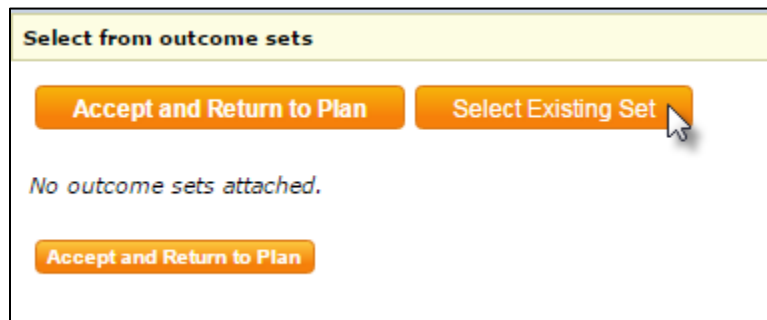 Select from outcome sets
Accept and Return to Plan Select Existing Set
No outcome sets attached.
Accept and Return to Plan